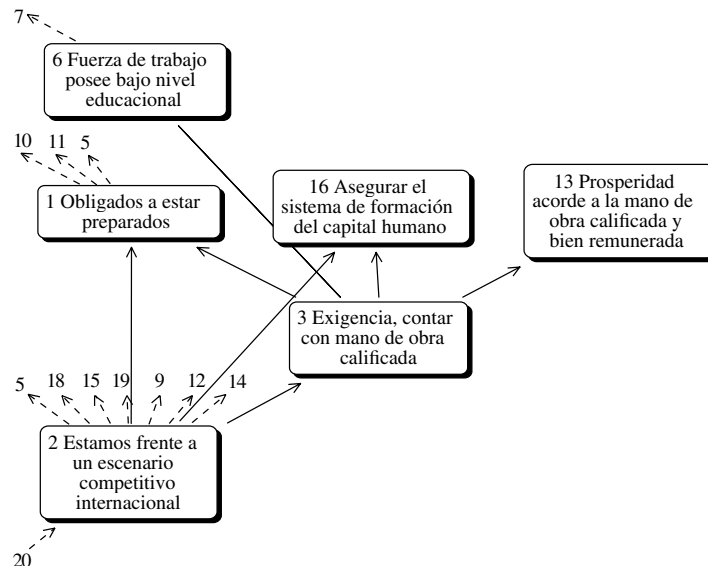 7
6 Fuerza de trabajo
posee bajo nivel
educacional
10 11 5
1 Obligados a estar
preparados
16 Asegurar el
sistema de formación
del capital humano
13 Prosperidad
acorde a la mano de
obra calificada y
bien remunerada
3 Exigencia, contar
con mano de obra
calificada
5 18 15 19 9 12 14
2 Estamos frente a
un escenario
competitivo
internacional
20